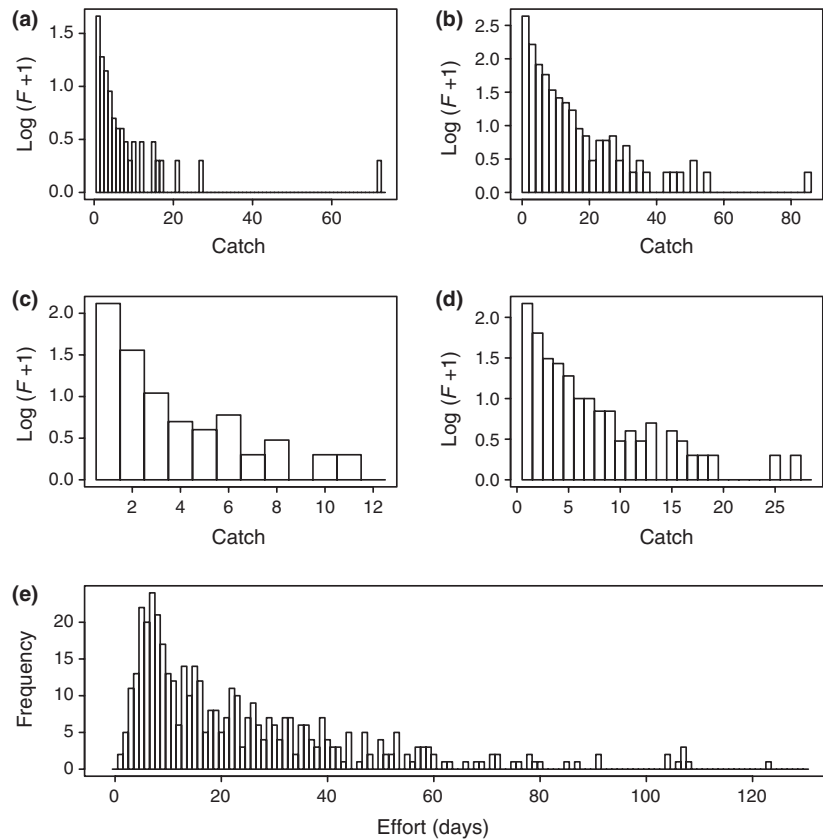 (a)
Log (F +1)
1.5
1.0
0.5
0.0
0 20 40 60
Catch
(b)
Log (F +1)
2.5
2.0
1.5
1.0
0.5
0.0
0 20 40 60 80
Catch
(c)
Log (F +1)
2.0
1.5
1.0
0.5
0.0
2 4 6 8 10 12
Catch
(d)
Log (F +1)
2.0
1.5
1.0
0.5
0.0
0 5 10 15 20 25
Catch
(e)
Frequency
20
15
10
5
0
0 20 40 60 80 100 120
Effort (days)